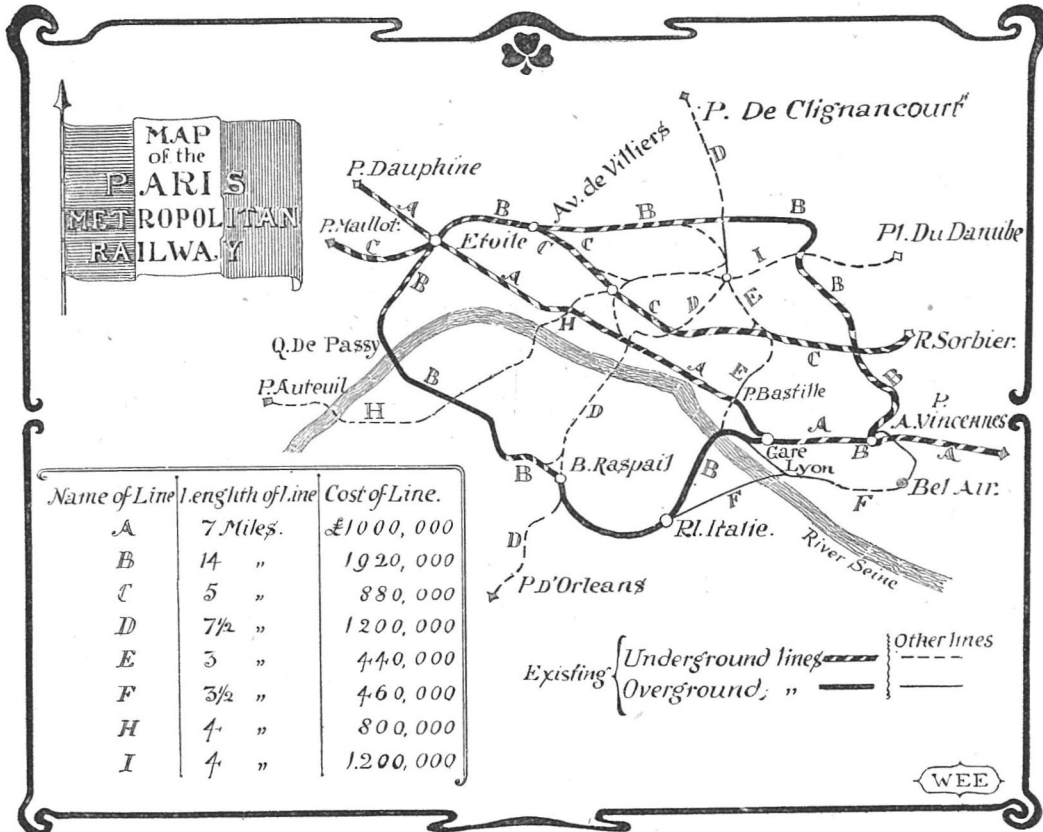 MAP
of the
PARIS
METROPOLITAN
RAILWAY
P. De Clignancourt
D
Av. de Villiers
P. Dauphine
A
B
B
B
P. Maillot.
C
Etoile
C
C
I
Pl. Du Danube
B
A
D
E
B
H
C
C
R. Sorbier.
Q. De Passy
A
E
B
P. Auteuil
B
P. Bastille
P.
A. Vincennes
H
D
A
B
A
Gare
Lyon
B
B. Raspail
B
F
F
Bel Air.
Pl. Italie.
River Seine
D
P. D'Orleans
Name of Line Lenghth of Line Cost of Line.
A 7 Miles. £1000,000
B 14 „ 1920,000
C 5 „ 880,000
D 7½ „ 1200,000
E 3 „ 440,000
F 3½ „ 460,000
H 4 „ 800,000
I 4 „ 1.200,000
Existing Underground lines Other lines
Overground; „
WEE